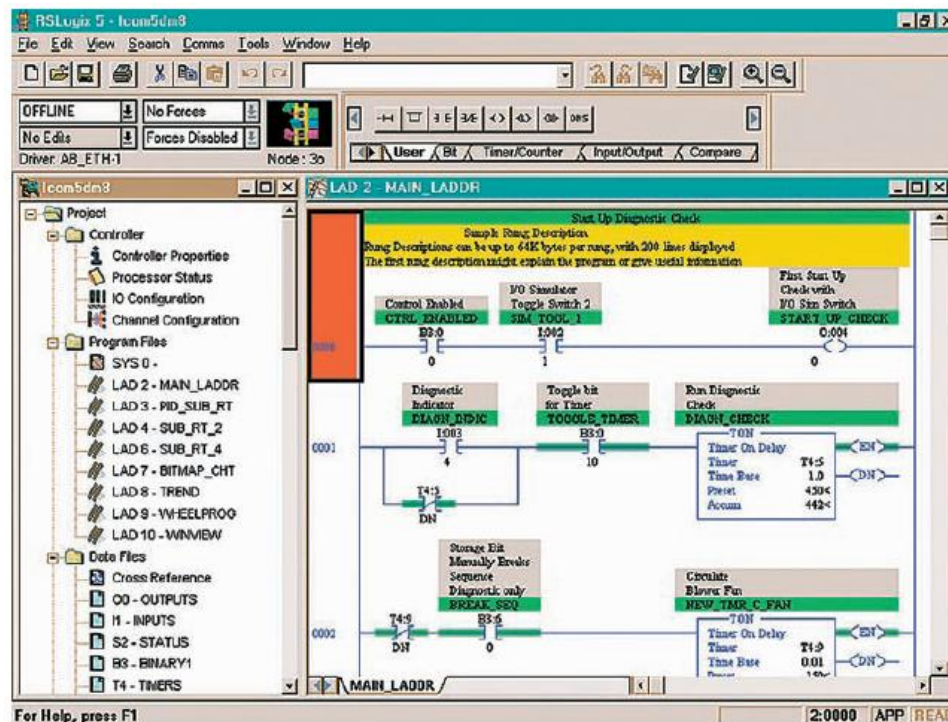 RSLogix 5 - Icom5dm8
File Edit View Search Comms Tools Window Help
OFFLINE No Forces
No Edits Forces Disabled
Driver: AB_ETH-1 Node: 3o
User Bit Timer/Counter Input/Output Compare
Icom5dm8
Project
Controller
Controller Properties
Processor Status
IO Configuration
Channel Configuration
Program Files
SYS 0 -
LAD 2 - MAIN_LADDR
LAD 3 - PID_SUB_RT
LAD 4 - SUB_RT_2
LAD 6 - SUB_RT_4
LAD 7 - BITMAP_CHT
LAD 8 - TREND
LAD 9 - WHEELPROG
LAD 10 - WNVIEW
Data Files
Cross Reference
O0 - OUTPUTS
I1 - INPUTS
S2 - STATUS
B3 - BINARY1
T4 - TIMERS
LAD 2 - MAIN_LADDR
Start Up Diagnostic Check
Sample Rung Description
Rung Descriptions can be up to 64K bytes per rung, with 200 lines displayed
The first rung description might explain the program or give useful information
Control Enabled
CTRL_ENABLED
B3:0
0
I/O Simulator
Toggle Switch 2
SIM_TOGL_1
I:002
1
First Start Up
Check with
I/O Sim Switch
START_UP_CHECK
O:004
0
0000
Diagnostic
Indicator
DIAGN_INDIC
I:003
4
Toggle bit
for Timer
TOGGLE_TIMER
B3:0
10
Run Diagnostic
Check
DIAGN_CHECK
TON
Timer On Delay
Timer T4:5
Time Base 1.0
Preset 450<
Accum 442<
EN
DN
0001
T4:5
DN
Storage Bit
Manually Breaks
Sequence
Diagnostic only
BREAK_SEQ
B3:6
0
Circulate
Blower Fan
NEW_TMR_C_FAN
TON
Timer On Delay
Timer T4:9
Time Base 0.01
EN
DN
0002
T4:9
DN
MAIN_LADDR
For Help, press F1
2:0000 APP READ